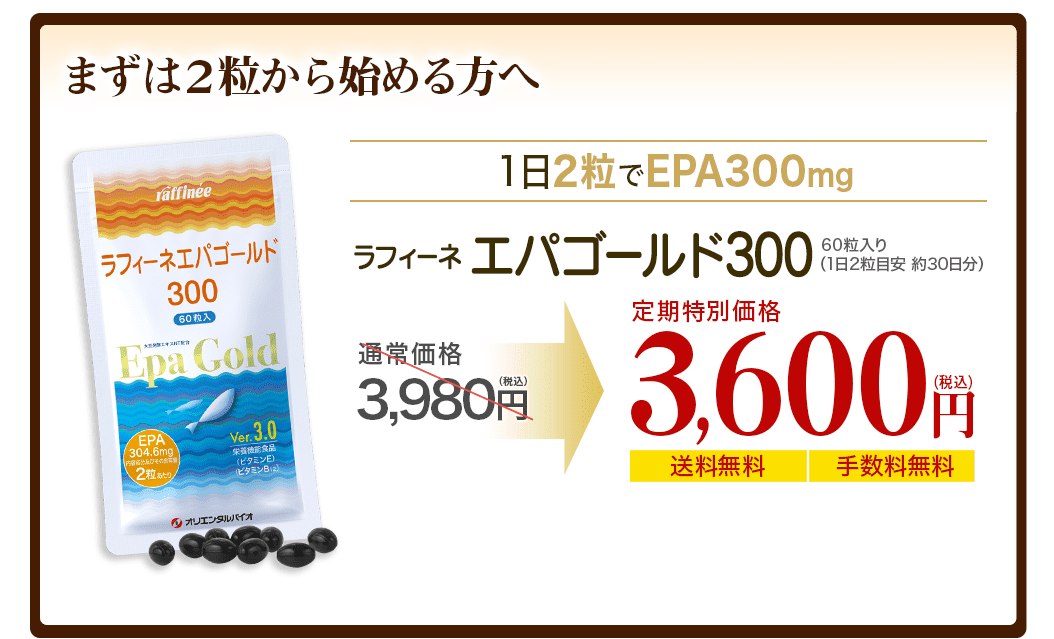 まずは２粒から始める方へ
1日2粒でEPA300mg
ラフィーネ エパゴールド300
60粒入り
(1日2粒目安 約30日分)
通常価格
3,980円
(税込)
定期特別価格
3,600円
(税込)
送料無料
手数料無料
raffinée
ラフィーネエパゴールド
300
60粒入
Epa Gold
EPA
304.6mg
2粒あたり
Ver.3.0
栄養機能食品
(ビタミンE)
(ビタミンB12)
オリエンタルバイオ